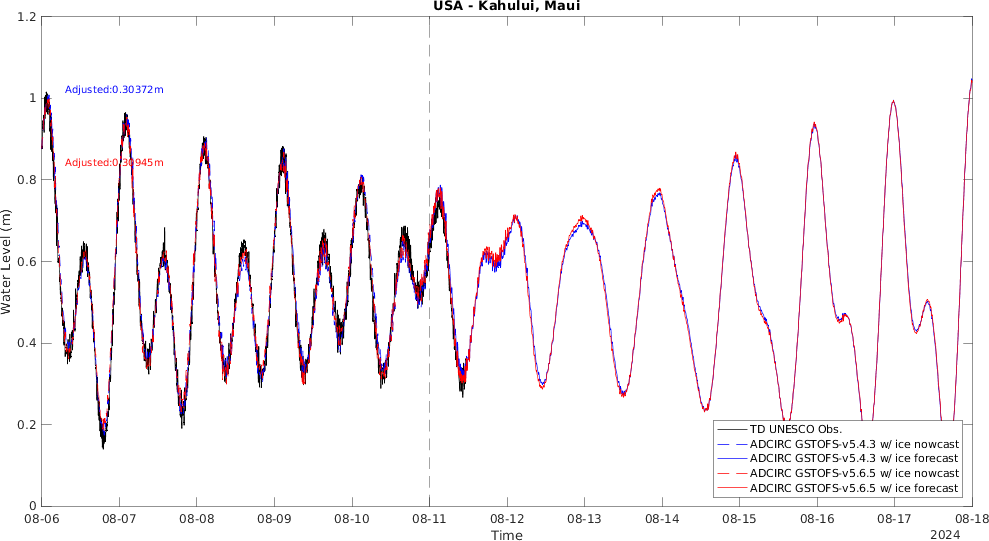 USA - Kahului, Maui
1.2
1
0.8
0.6
0.4
0.2
0
Water Level (m)
Adjusted:0.30372m
Adjusted:0.30945m
TD UNESCO Obs.
ADCIRC GSTOFS-v5.4.3 w/ ice nowcast
ADCIRC GSTOFS-v5.4.3 w/ ice forecast
ADCIRC GSTOFS-v5.6.5 w/ ice nowcast
ADCIRC GSTOFS-v5.6.5 w/ ice forecast
08-06 08-07 08-08 08-09 08-10 08-11 08-12 08-13 08-14 08-15 08-16 08-17 08-18
Time
2024